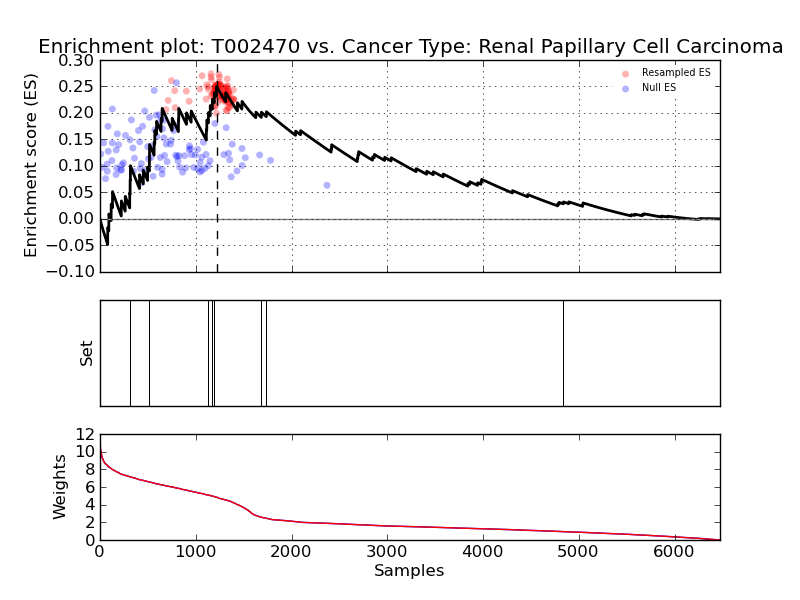 Enrichment plot: T002470 vs. Cancer Type: Renal Papillary Cell Carcinoma
0.30
0.25
0.20
0.15
0.10
0.05
0.00
−0.05
−0.10
Enrichment score (ES)
Resampled ES
Null ES
Set
12
10
8
6
4
2
0
Weights
0 1000 2000 3000 4000 5000 6000
Samples